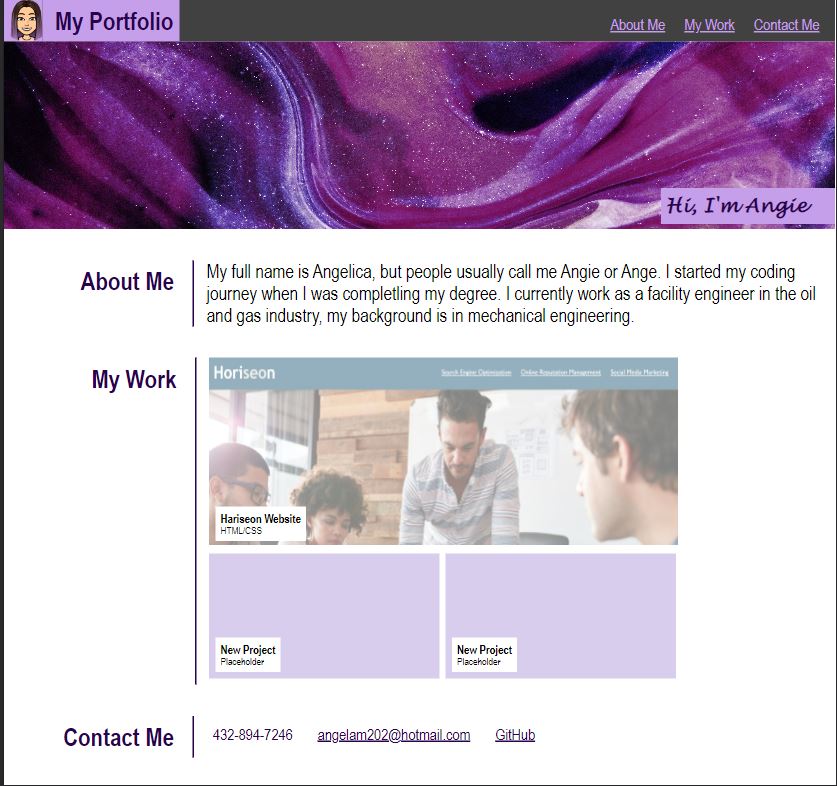 My Portfolio
About Me My Work Contact Me
Hi, I'm Angie
About Me
My full name is Angelica, but people usually call me Angie or Ange. I started my coding
journey when I was completling my degree. I currently work as a facility engineer in the oil
and gas industry, my background is in mechanical engineering.
My Work
Horiseon
Search Engine Optimization Online Reputation Management Social Media Marketing
Hariseon Website
HTML/CSS
New Project
Placeholder
New Project
Placeholder
Contact Me
432-894-7246 angelam202@hotmail.com GitHub